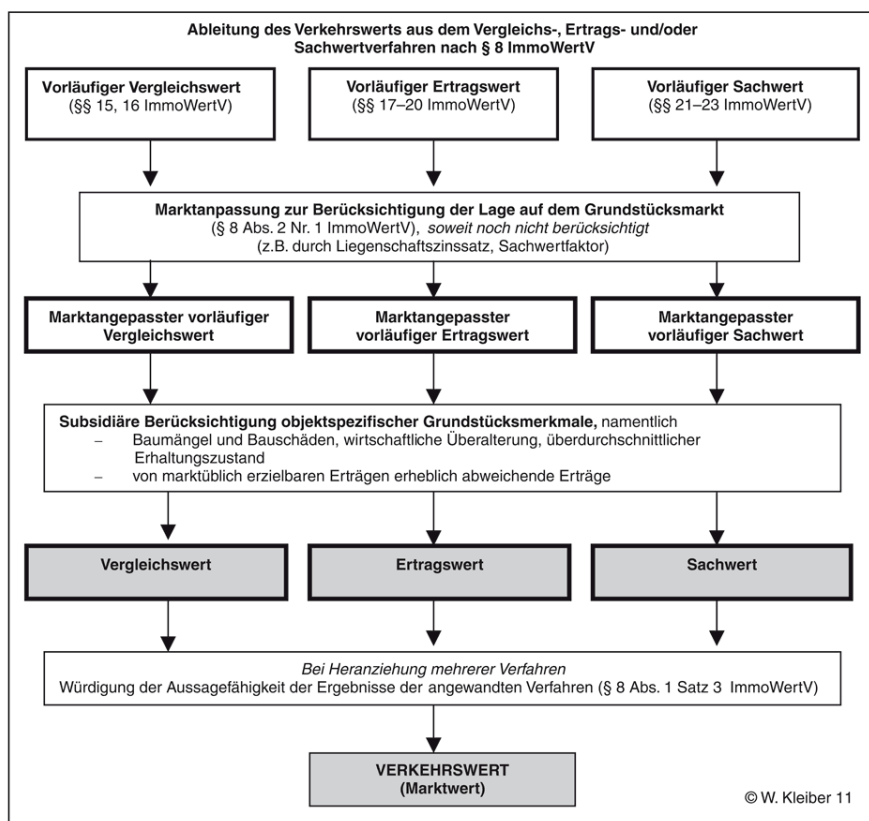 Ableitung des Verkehrswerts aus dem Vergleichs-, Ertrags- und/oder
Sachwertverfahren nach § 8 ImmoWertV
Vorläufiger Vergleichswert
(§§ 15, 16 ImmoWertV)
Vorläufiger Ertragswert
(§§ 17–20 ImmoWertV)
Vorläufiger Sachwert
(§§ 21–23 ImmoWertV)
Marktanpassung zur Berücksichtigung der Lage auf dem Grundstücksmarkt
(§ 8 Abs. 2 Nr. 1 ImmoWertV), soweit noch nicht berücksichtigt
(z.B. durch Liegenschaftszinssatz, Sachwertfaktor)
Marktangepasster vorläufiger
Vergleichswert
Marktangepasster
vorläufiger Ertragswert
Marktangepasster
vorläufiger Sachwert
Subsidiäre Berücksichtigung objektspezifischer Grundstücksmerkmale, namentlich
– Baumängel und Bauschäden, wirtschaftliche Überalterung, überdurchschnittlicher
Erhaltungszustand
– von marktüblich erzielbaren Erträgen erheblich abweichende Erträge
Vergleichswert
Ertragswert
Sachwert
Bei Heranziehung mehrerer Verfahren
Würdigung der Aussagefähigkeit der Ergebnisse der angewandten Verfahren (§ 8 Abs. 1 Satz 3 ImmoWertV)
VERKEHRSWERT
(Marktwert)
© W. Kleiber 11